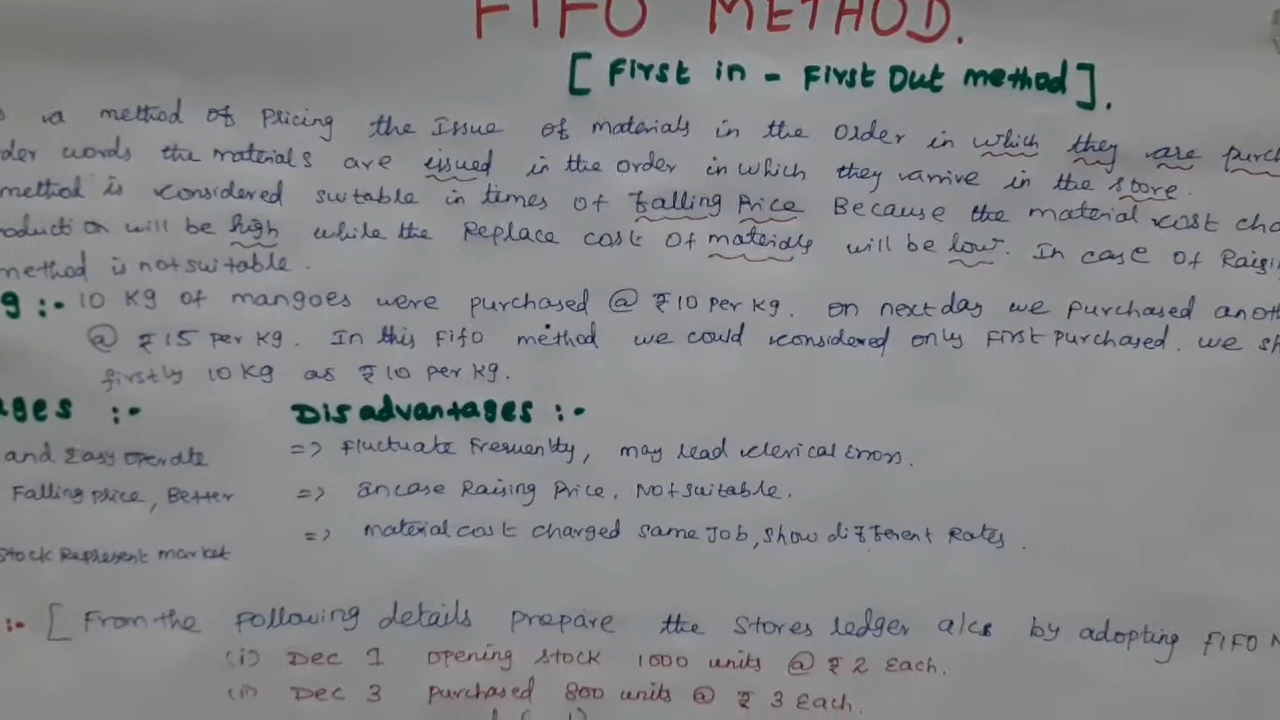 FIFO METHOD.
[First in - First Out method].
a method of Pricing the Issue of materials in the order in which they are purch
der words the materials are issued in the order in which they varrive in the store.
method is considered suitable in times of Falling Price Because the material cost cha
oduction will be high while the Replace cost of materials will be low. In case of Raisi
method is not suitable.
g :- 10 Kg of mangoes were purchased @ ₹10 Per Kg. on next day we purchased anoth
@ ₹15 per Kg. In this Fifo method we could considered only First purchased. we sh
firstly 10 Kg as ₹10 per Kg.
ages :- Disadvantages :-
and Easy operate => Fluctuate Frequently, may lead clerical Errors.
Falling price, Better => Incase Raising Price, Not suitable.
Stock Represent market => material cost charged same Job, show different Rates.
:- [From the following details prepare the Stores ledger a/cs by adopting FIFO M
(i) Dec 1 opening stock 1000 units @ ₹2 Each.
(ii) Dec 3 purchased 800 units @ ₹3 Each.